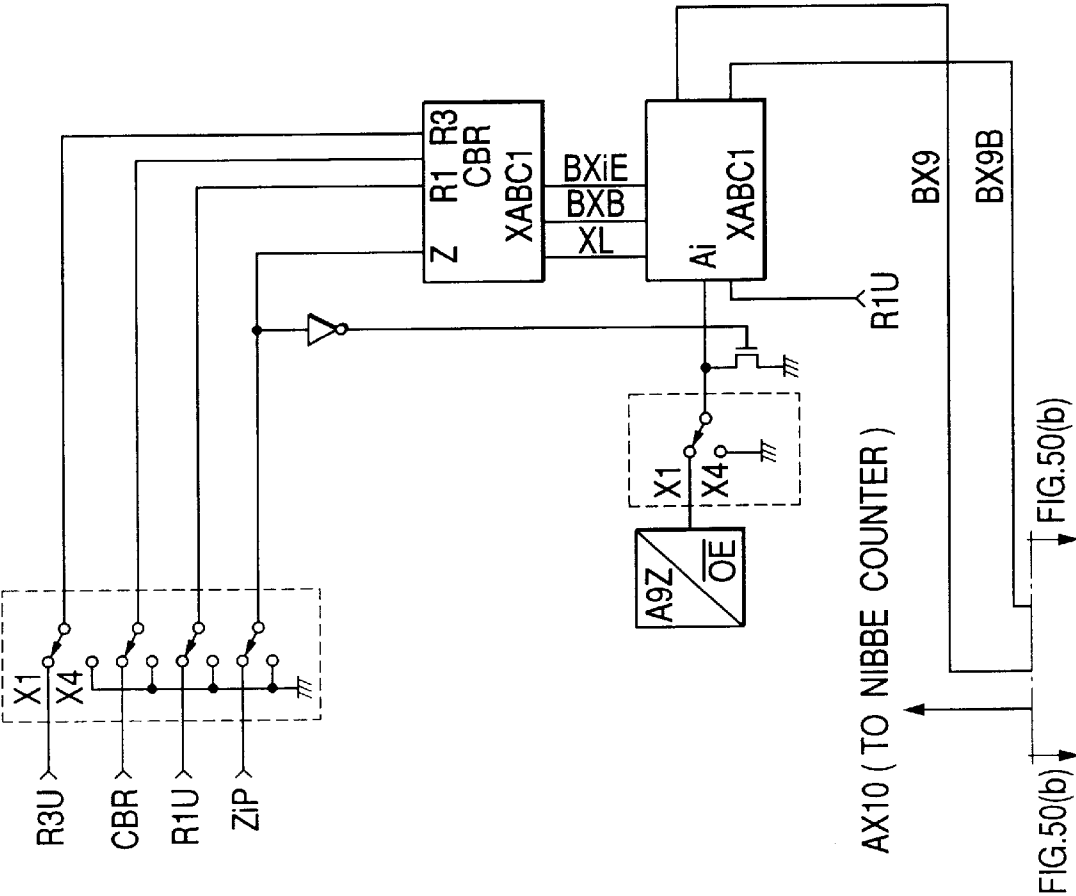 R3U
CBR
R1U
ZiP
X1
X4
Z
R1
R3
CBR
XABC1
BXiE
BXB
XL
Ai
XABC1
R1U
X1
X4
A9Z
OE
BX9
BX9B
AX10 ( TO NIBBE COUNTER )
FIG.50(b)
FIG.50(b)